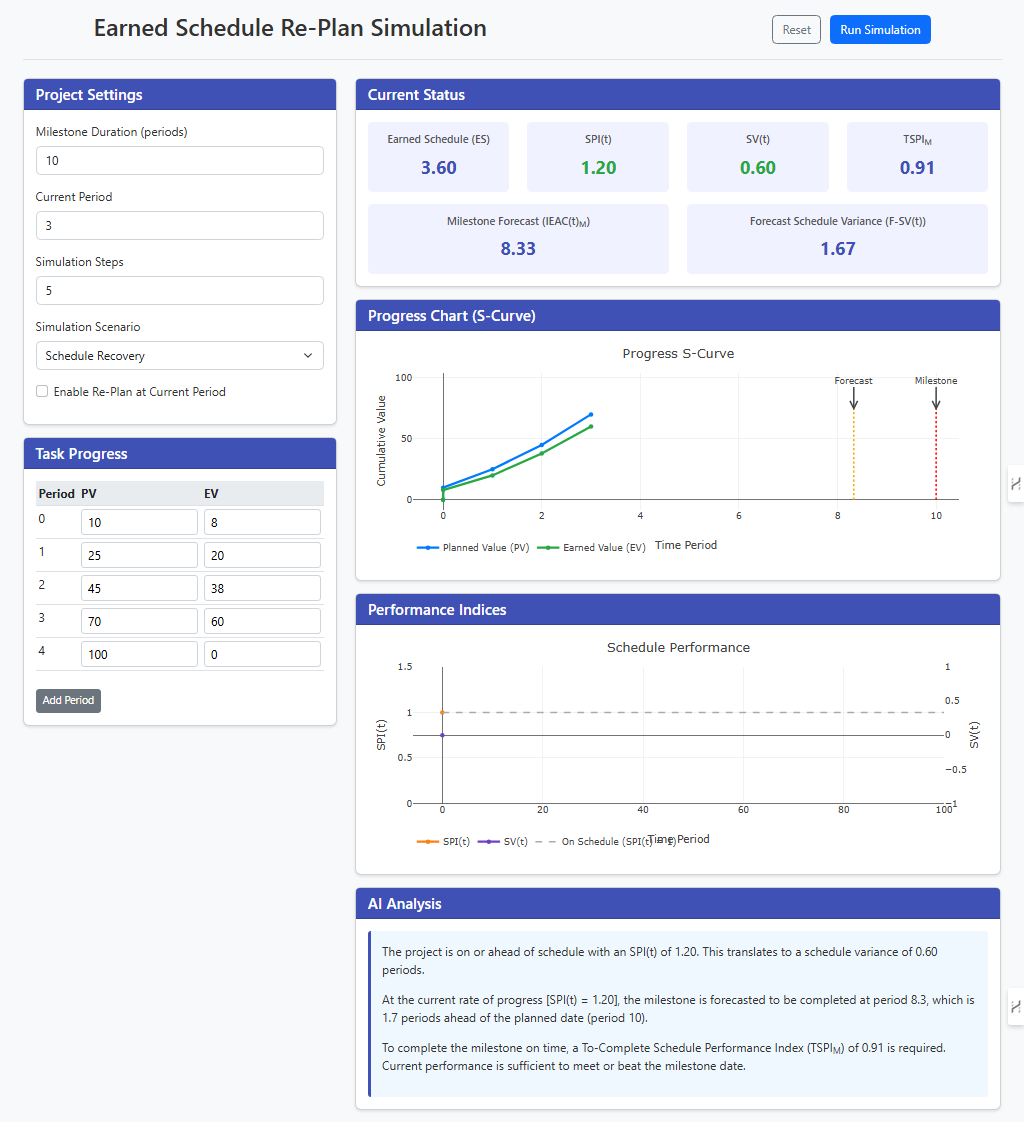 Earned Schedule Re-Plan Simulation
Reset
Run Simulation
Project Settings
Milestone Duration (periods)
10
Current Period
3
Simulation Steps
5
Simulation Scenario
Schedule Recovery
Enable Re-Plan at Current Period
Task Progress
Period PV EV
0 10 8
1 25 20
2 45 38
3 70 60
4 100 0
Add Period
Current Status
Earned Schedule (ES)
3.60
SPI(t)
1.20
SV(t)
0.60
TSPIM
0.91
Milestone Forecast (IEAC(t)M)
8.33
Forecast Schedule Variance (F-SV(t))
1.67
Progress Chart (S-Curve)
Progress S-Curve
Forecast
Milestone
Cumulative Value
100
50
0
0 2 4 6 8 10
Planned Value (PV) Earned Value (EV) Time Period
Performance Indices
Schedule Performance
SPI(t)
1.5
1
0.5
0
1
0.5
0
−0.5
−1
SV(t)
0 20 40 60 80 100
SPI(t) SV(t) On Schedule (SPI(t) = 1) Time Period
AI Analysis
The project is on or ahead of schedule with an SPI(t) of 1.20. This translates to a schedule variance of 0.60
periods.
At the current rate of progress [SPI(t) = 1.20], the milestone is forecasted to be completed at period 8.3, which is
1.7 periods ahead of the planned date (period 10).
To complete the milestone on time, a To-Complete Schedule Performance Index (TSPIM) of 0.91 is required.
Current performance is sufficient to meet or beat the milestone date.